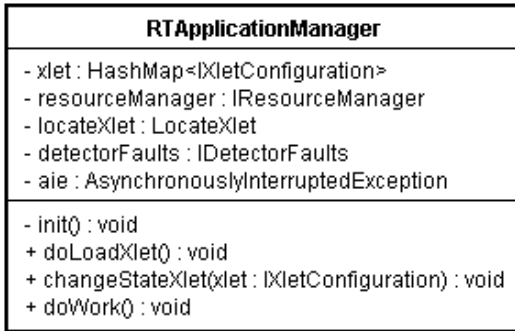 RTApplicationManager
- xlet : HashMap<IXletConfiguration>
- resourceManager : IResourceManager
- locateXlet : LocateXlet
- detectorFaults : IDetectorFaults
- aie : AsynchronouslyInterruptedException
- init() : void
+ doLoadXlet() : void
+ changeStateXlet(xlet : IXletConfiguration) : void
+ doWork() : void